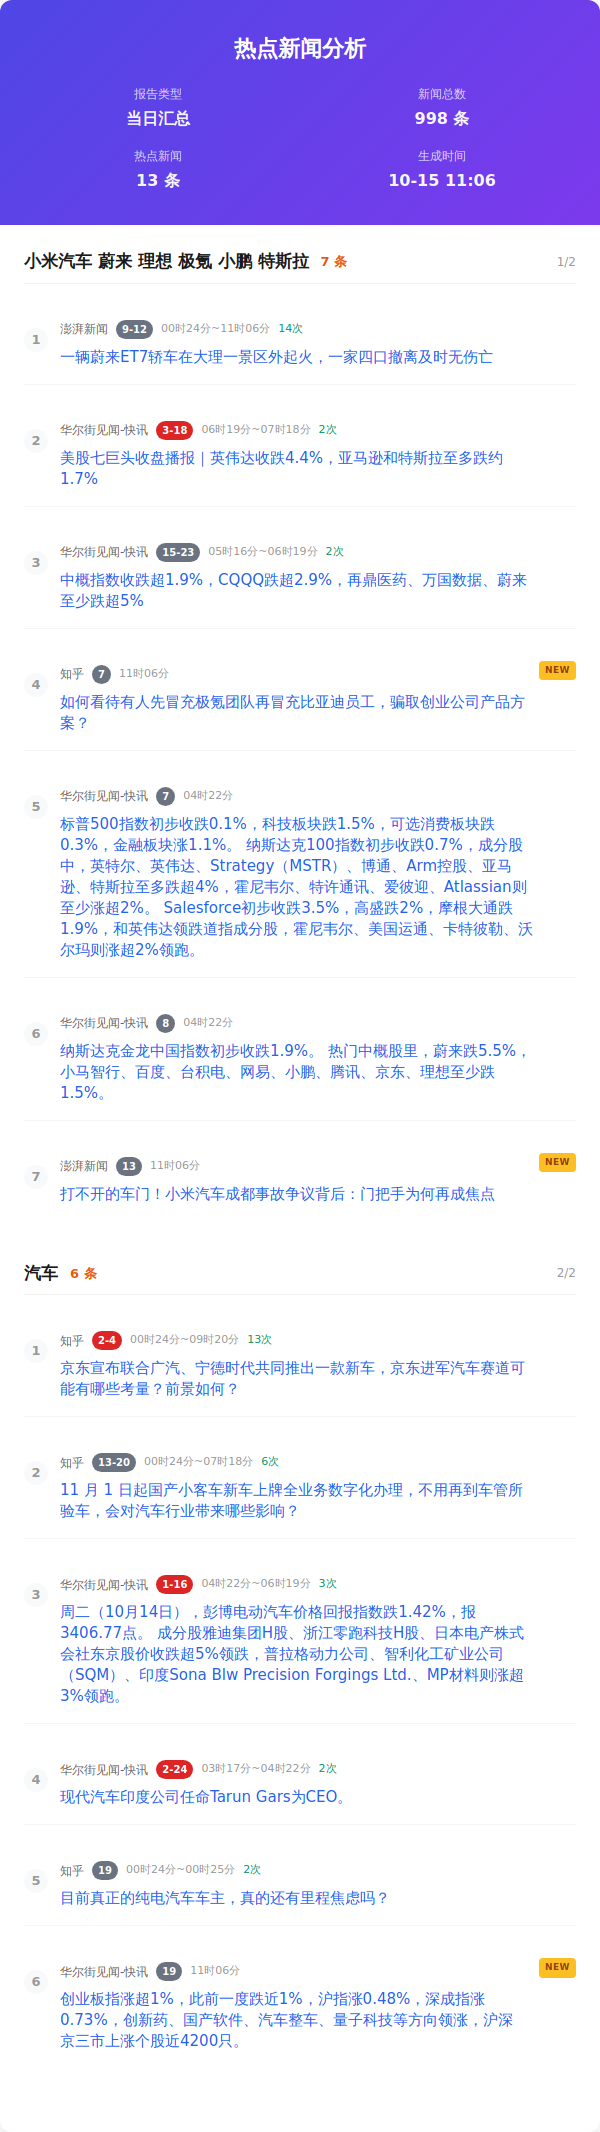 热点新闻分析
报告类型
当日汇总
新闻总数
998 条
热点新闻
13 条
生成时间
10-15 11:06
小米汽车 蔚来 理想 极氪 小鹏 特斯拉 7 条 1/2
1
澎湃新闻 9-12 00时24分~11时06分 14次
一辆蔚来ET7轿车在大理一景区外起火，一家四口撤离及时无伤亡
2
华尔街见闻-快讯 3-18 06时19分~07时18分 2次
美股七巨头收盘播报｜英伟达收跌4.4%，亚马逊和特斯拉至多跌约
1.7%
3
华尔街见闻-快讯 15-23 05时16分~06时19分 2次
中概指数收跌超1.9%，CQQQ跌超2.9%，再鼎医药、万国数据、蔚来
至少跌超5%
4
知乎 7 11时06分 NEW
如何看待有人先冒充极氪团队再冒充比亚迪员工，骗取创业公司产品方
案？
5
华尔街见闻-快讯 7 04时22分
标普500指数初步收跌0.1%，科技板块跌1.5%，可选消费板块跌
0.3%，金融板块涨1.1%。 纳斯达克100指数初步收跌0.7%，成分股
中，英特尔、英伟达、Strategy（MSTR）、博通、Arm控股、亚马
逊、特斯拉至多跌超4%，霍尼韦尔、特许通讯、爱彼迎、Atlassian则
至少涨超2%。 Salesforce初步收跌3.5%，高盛跌2%，摩根大通跌
1.9%，和英伟达领跌道指成分股，霍尼韦尔、美国运通、卡特彼勒、沃
尔玛则涨超2%领跑。
6
华尔街见闻-快讯 8 04时22分
纳斯达克金龙中国指数初步收跌1.9%。 热门中概股里，蔚来跌5.5%，
小马智行、百度、台积电、网易、小鹏、腾讯、京东、理想至少跌
1.5%。
7
澎湃新闻 13 11时06分 NEW
打不开的车门！小米汽车成都事故争议背后：门把手为何再成焦点
汽车 6 条 2/2
1
知乎 2-4 00时24分~09时20分 13次
京东宣布联合广汽、宁德时代共同推出一款新车，京东进军汽车赛道可
能有哪些考量？前景如何？
2
知乎 13-20 00时24分~07时18分 6次
11 月 1 日起国产小客车新车上牌全业务数字化办理，不用再到车管所
验车，会对汽车行业带来哪些影响？
3
华尔街见闻-快讯 1-16 04时22分~06时19分 3次
周二（10月14日），彭博电动汽车价格回报指数跌1.42%，报
3406.77点。 成分股雅迪集团H股、浙江零跑科技H股、日本电产株式
会社东京股价收跌超5%领跌，普拉格动力公司、智利化工矿业公司
（SQM）、印度Sona Blw Precision Forgings Ltd.、MP材料则涨超
3%领跑。
4
华尔街见闻-快讯 2-24 03时17分~04时22分 2次
现代汽车印度公司任命Tarun Gars为CEO。
5
知乎 19 00时24分~00时25分 2次
目前真正的纯电汽车车主，真的还有里程焦虑吗？
6
华尔街见闻-快讯 19 11时06分 NEW
创业板指涨超1%，此前一度跌近1%，沪指涨0.48%，深成指涨
0.73%，创新药、国产软件、汽车整车、量子科技等方向领涨，沪深
京三市上涨个股近4200只。